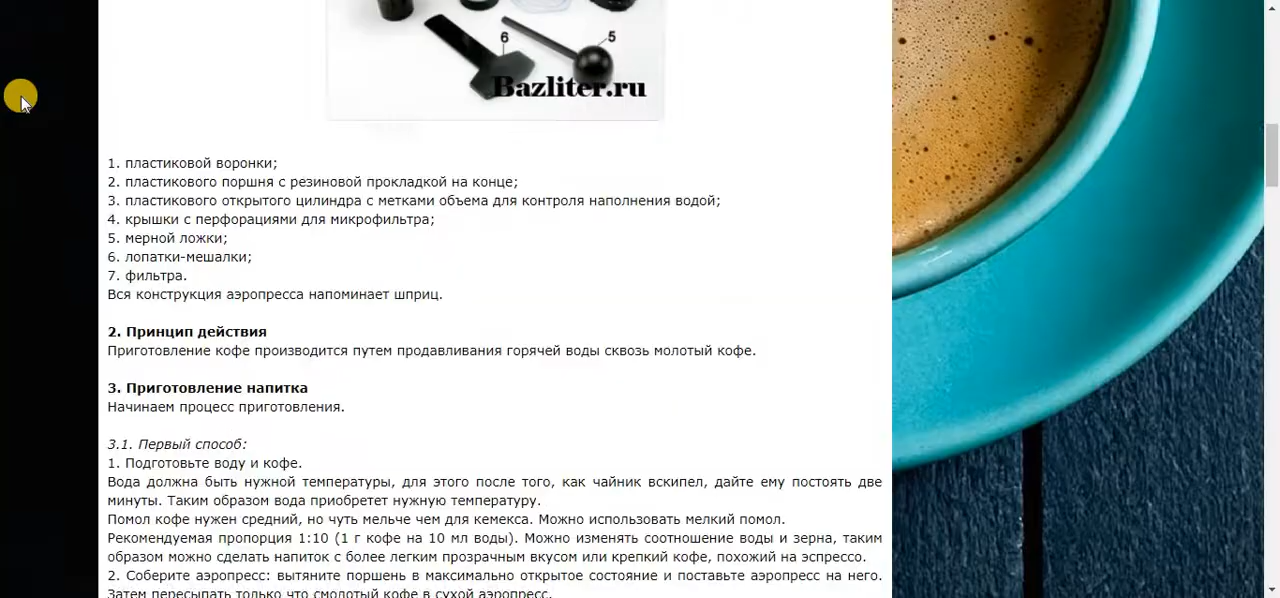 6
5
Bazliter.ru
1. пластиковой воронки;
2. пластикового поршня с резиновой прокладкой на конце;
3. пластикового открытого цилиндра с метками объема для контроля наполнения водой;
4. крышки с перфорациями для микрофильтра;
5. мерной ложки;
6. лопатки-мешалки;
7. фильтра.
Вся конструкция аэропресса напоминает шприц.
2. Принцип действия
Приготовление кофе производится путем продавливания горячей воды сквозь молотый кофе.
3. Приготовление напитка
Начинаем процесс приготовления.
3.1. Первый способ:
1. Подготовьте воду и кофе.
Вода должна быть нужной температуры, для этого после того, как чайник вскипел, дайте ему постоять две
минуты. Таким образом вода приобретет нужную температуру.
Помол кофе нужен средний, но чуть мельче чем для кемекса. Можно использовать мелкий помол.
Рекомендуемая пропорция 1:10 (1 г кофе на 10 мл воды). Можно изменять соотношение воды и зерна, таким
образом можно сделать напиток с более легким прозрачным вкусом или крепкий кофе, похожий на эспрессо.
2. Соберите аэропресс: вытяните поршень в максимально открытое состояние и поставьте аэропресс на него.
Затем пересыпать только что смолотый кофе в сухой аэропресс.